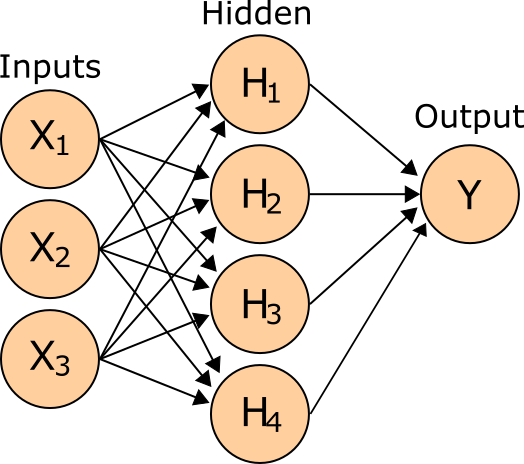 Hidden
Inputs
Output
X1
X2
X3
H1
H2
H3
H4
Y